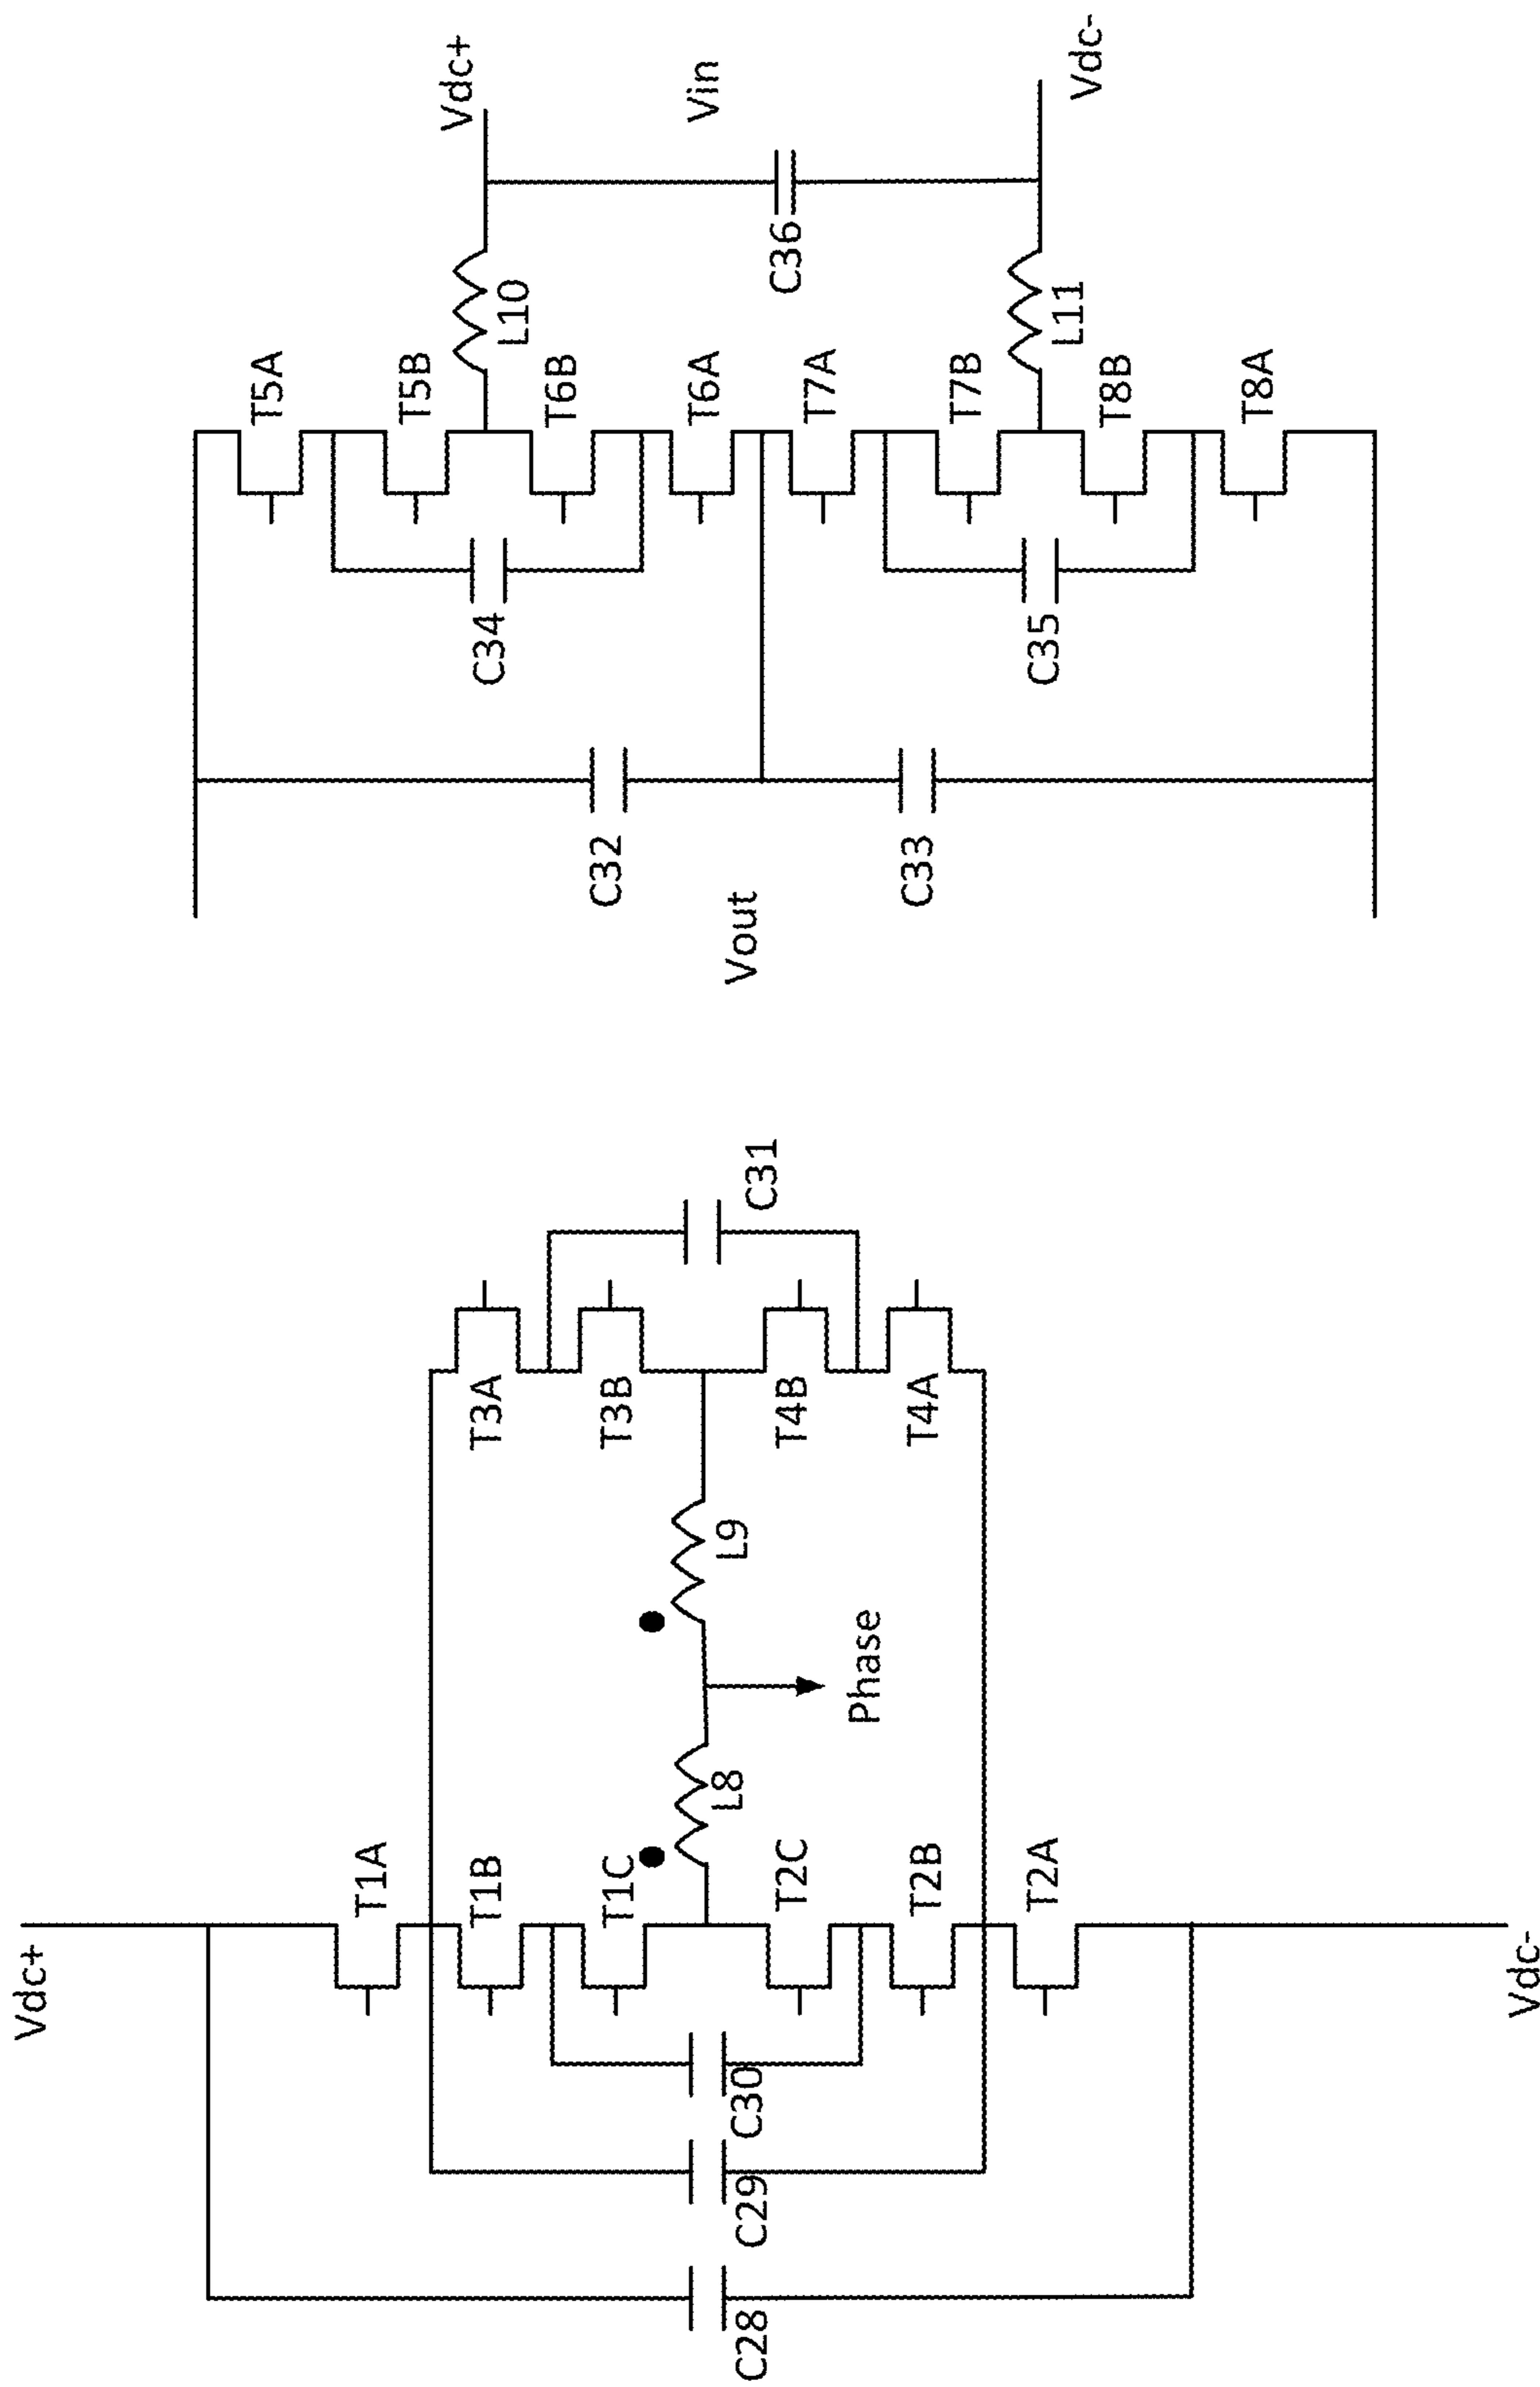 Vdc+
Vin
Vdc-
C36
L10
L11
T5A
T5B
T6B
T6A
T7A
T7B
T8B
T8A
C34
C35
C32
C33
Vout
C31
T3A
T3B
T4B
T4A
L9
Phase
L8
T1A
T1B
T1C
T2C
T2B
T2A
Vdc+
Vdc-
C30
C29
C28